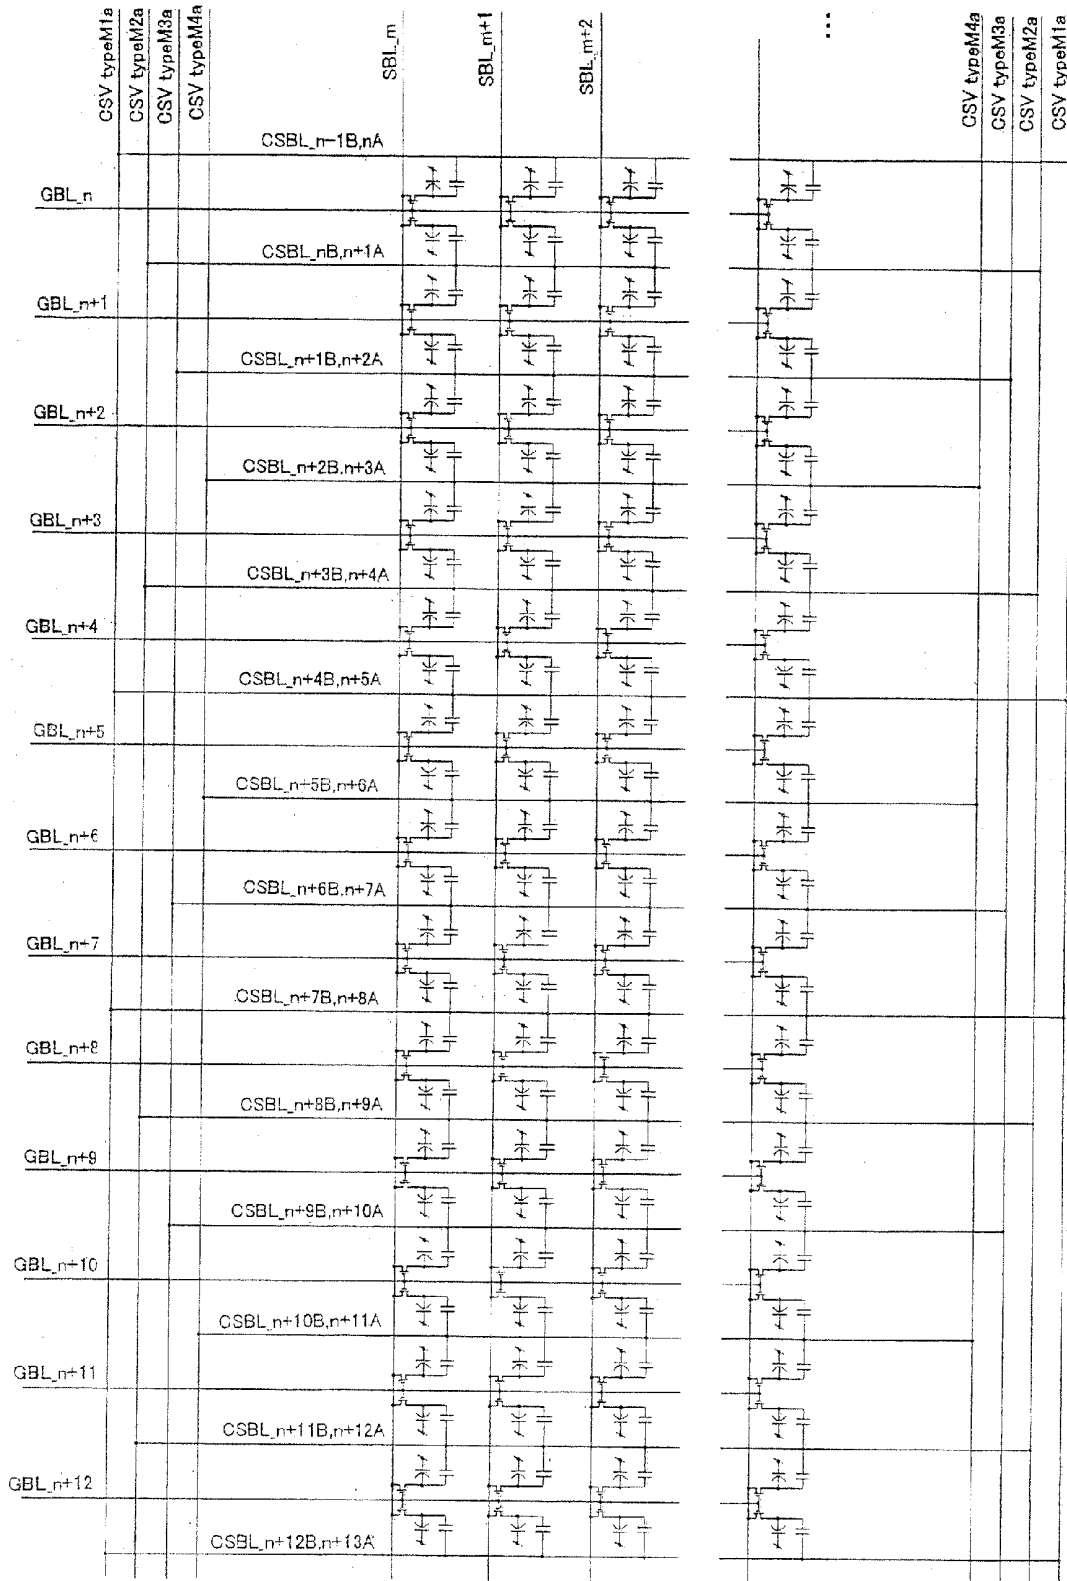 CSV typeM1a
CSV typeM2a
CSV typeM3a
CSV typeM4a
SBL_m
SBL_m+1
SBL_m+2
...
CSV typeM4a
CSV typeM3a
CSV typeM2a
CSV typeM1a
CSBL_n-1B,nA
GBL_n
CSBL_nB,n+1A
GBL_n+1
CSBL_n+1B,n+2A
GBL_n+2
CSBL_n+2B,n+3A
GBL_n+3
CSBL_n+3B,n+4A
GBL_n+4
CSBL_n+4B,n+5A
GBL_n+5
CSBL_n+5B,n+6A
GBL_n+6
CSBL_n+6B,n+7A
GBL_n+7
CSBL_n+7B,n+8A
GBL_n+8
CSBL_n+8B,n+9A
GBL_n+9
CSBL_n+9B,n+10A
GBL_n+10
CSBL_n+10B,n+11A
GBL_n+11
CSBL_n+11B,n+12A
GBL_n+12
CSBL_n+12B,n+13A